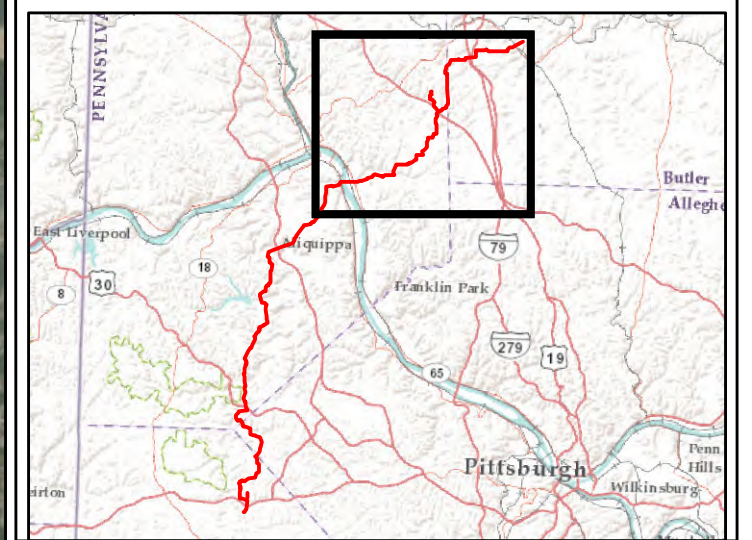 PENNSYLVA
Butler
Alleghe
East Liverpool
Aliquippa
79
18
30
8
Franklin Park
279
19
65
Pittsburgh
Penn
Hills
Wilkinsburg
eirton